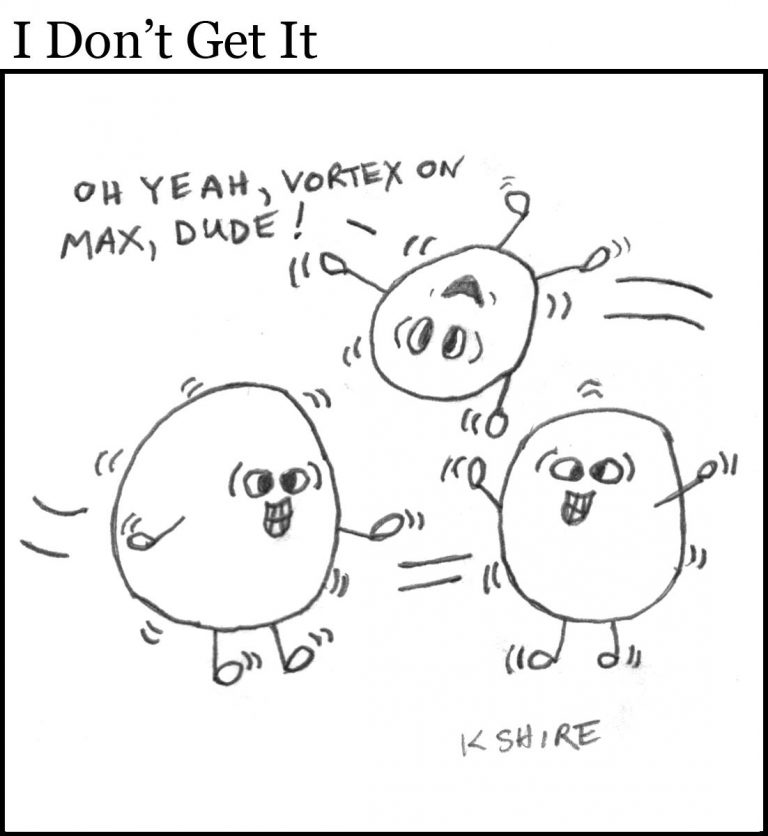 I Don't Get It
OH YEAH, VORTEX ON
MAX, DUDE!
K SHIRE